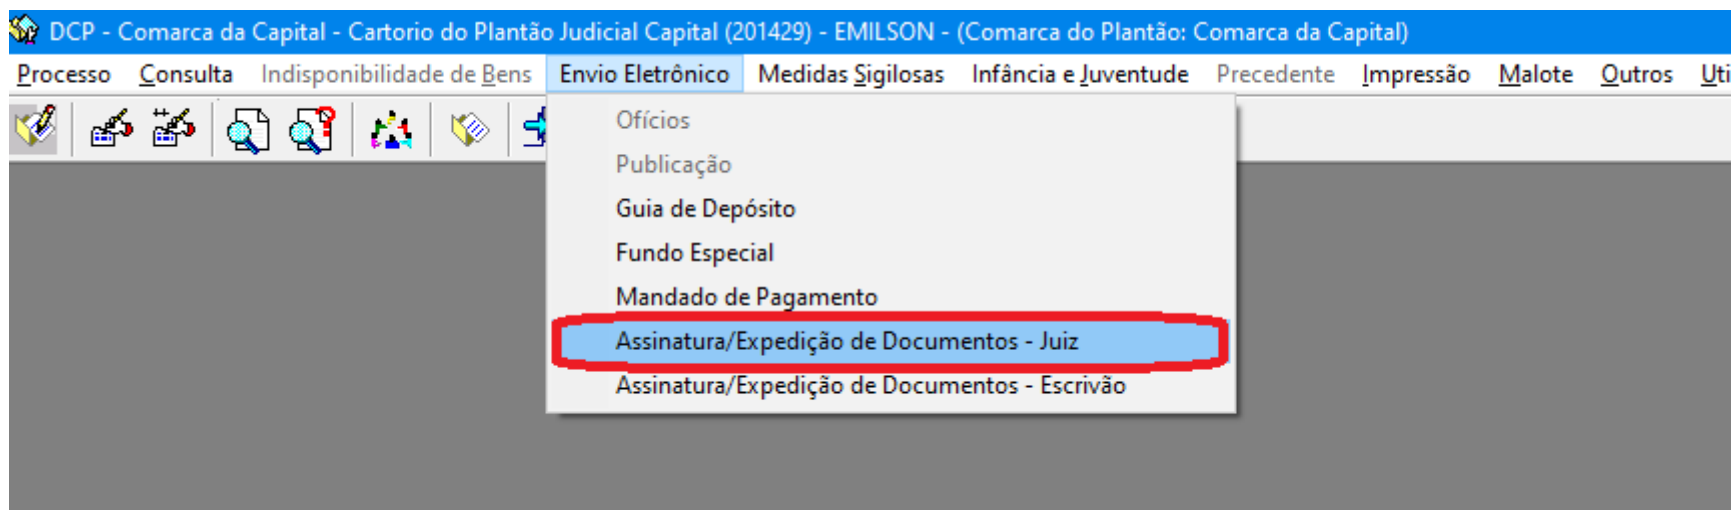 DCP - Comarca da Capital - Cartorio do Plantão Judicial Capital (201429) - EMILSON - (Comarca do Plantão: Comarca da Capital)
Processo Consulta Indisponibilidade de Bens Envio Eletrônico Medidas Sigilosas Infância e Juventude Precedente Impressão Malote Outros Uti
Ofícios
Publicação
Guia de Depósito
Fundo Especial
Mandado de Pagamento
Assinatura/Expedição de Documentos - Juiz
Assinatura/Expedição de Documentos - Escrivão